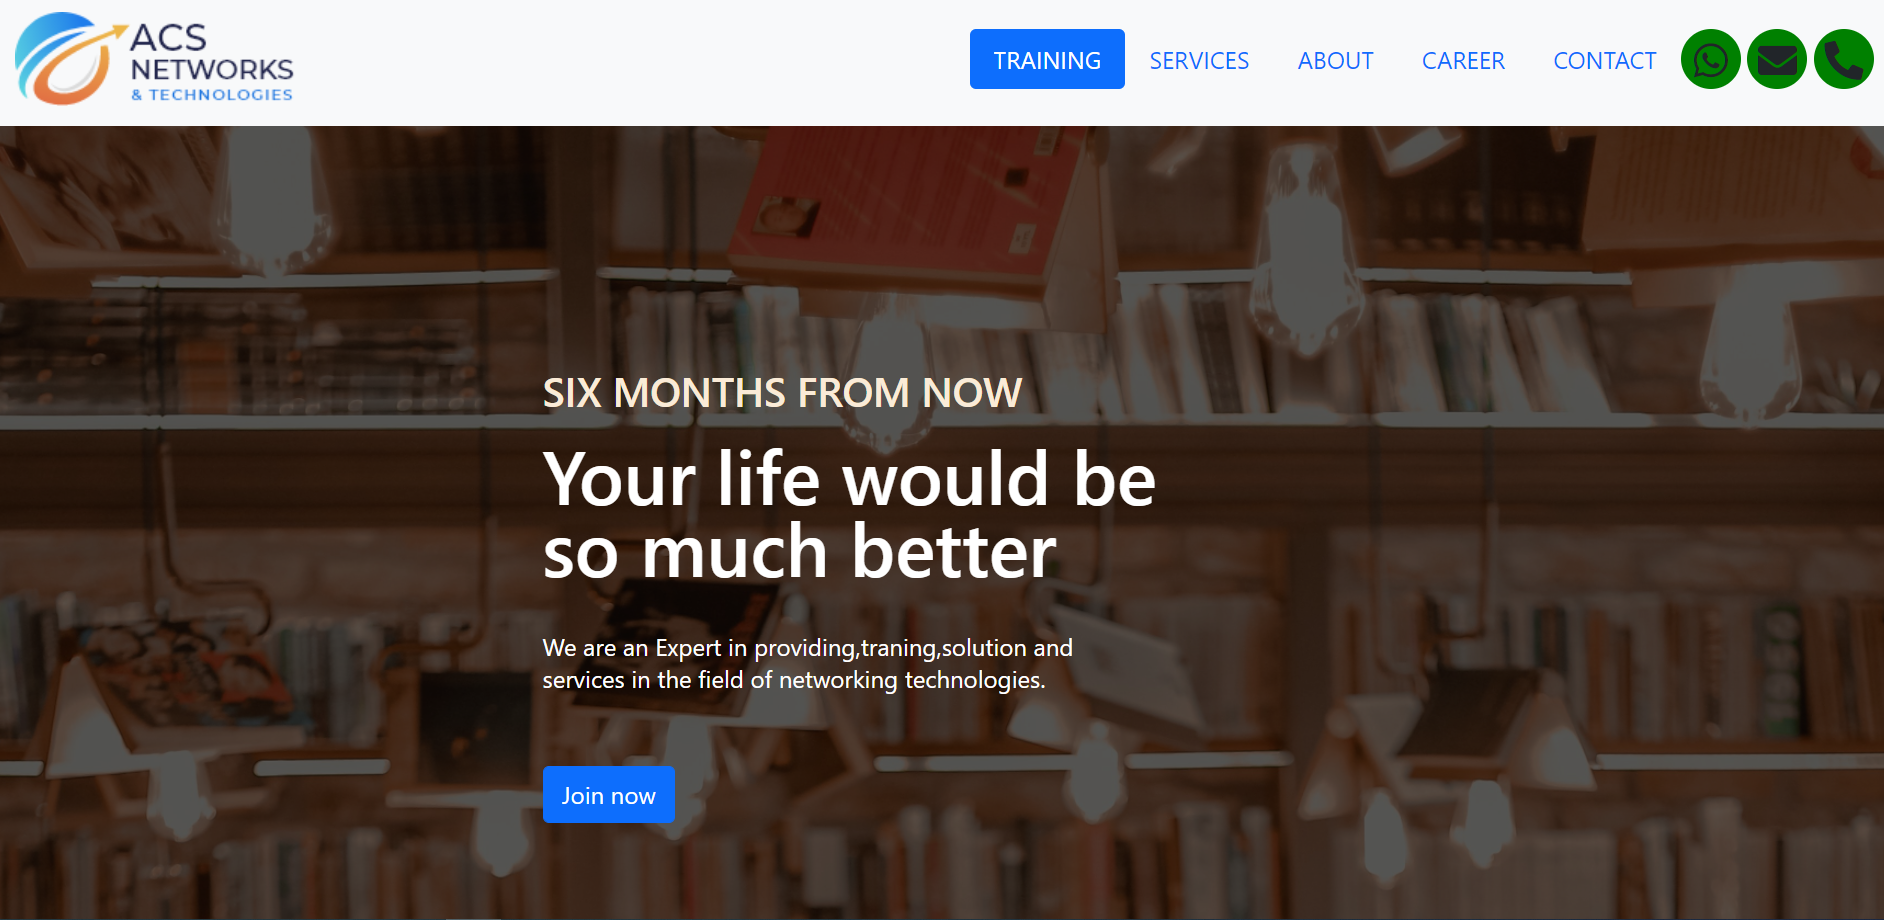 ACS
NETWORKS
& TECHNOLOGIES
TRAINING
SERVICES
ABOUT
CAREER
CONTACT
SIX MONTHS FROM NOW
Your life would be
so much better
We are an Expert in providing,traning,solution and
services in the field of networking technologies.
Join now